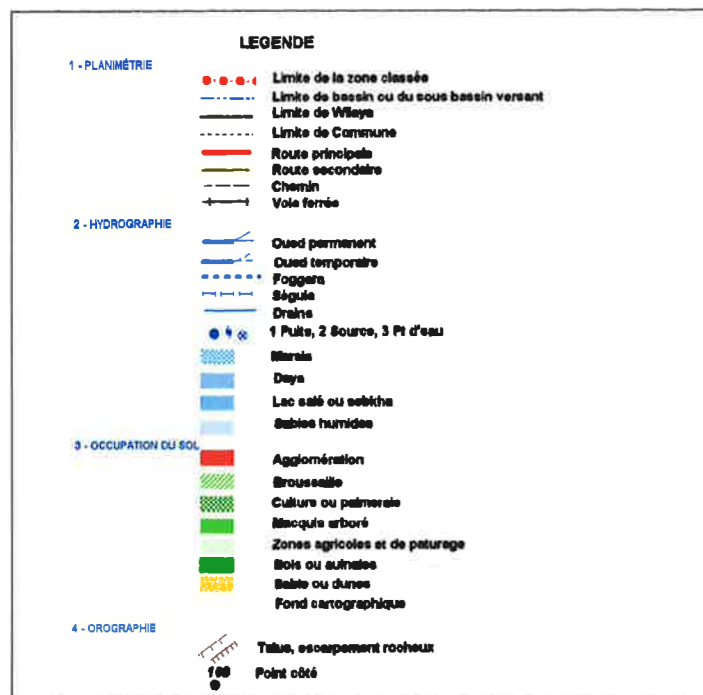 LEGENDE
1 - PLANIMÉTRIE
Limite de la zone classée
Limite de bassin ou du sous bassin versant
Limite de Wilaya
Limite de Commune
Route principale
Route secondaire
Chemin
Voie ferrée
2 - HYDROGRAPHIE
Oued permanent
Oued temporaire
Foggara
Séguia
Drains
1 Puits, 2 Source, 3 Pt d'eau
Marais
Daya
Lac salé ou sebkha
Sables humides
3 - OCCUPATION DU SOL
Agglomération
Broussaille
Culture ou palmeraie
Macquis arboré
Zones agricoles et de paturage
Bois ou aulnaies
Sable ou dunes
Fond cartographique
4 - OROGRAPHIE
Talus, escarpement rocheux
168 Point côté